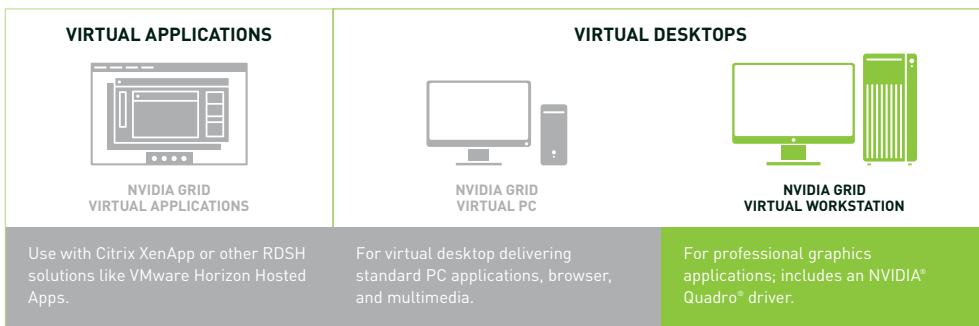 VIRTUAL APPLICATIONS
VIRTUAL DESKTOPS
NVIDIA GRID
VIRTUAL APPLICATIONS
NVIDIA GRID
VIRTUAL PC
NVIDIA GRID
VIRTUAL WORKSTATION
Use with Citrix XenApp or other RDSH
solutions like VMware Horizon Hosted
Apps.
For virtual desktop delivering
standard PC applications, browser,
and multimedia.
For professional graphics
applications; includes an NVIDIA®
Quadro® driver.